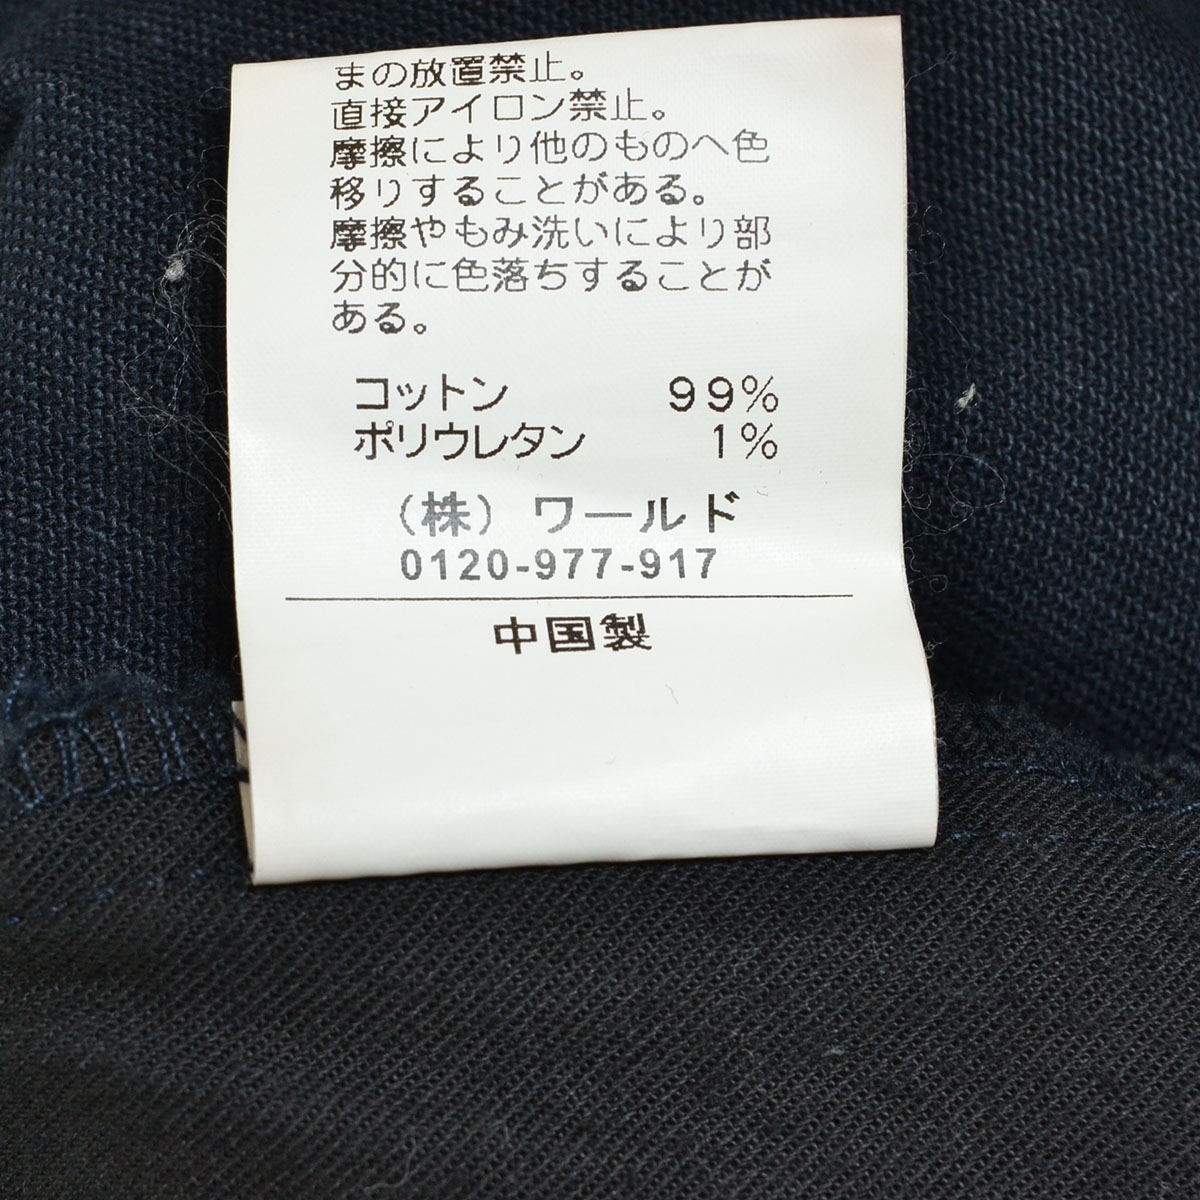 まの放置禁止。
直接アイロン禁止。
摩擦により他のものへ色
移りすることがある。
摩擦やもみ洗いにより部
分的に色落ちすることが
ある。
コットン 99%
ポリウレタン 1%
（株）ワールド
0120-977-917
中国製